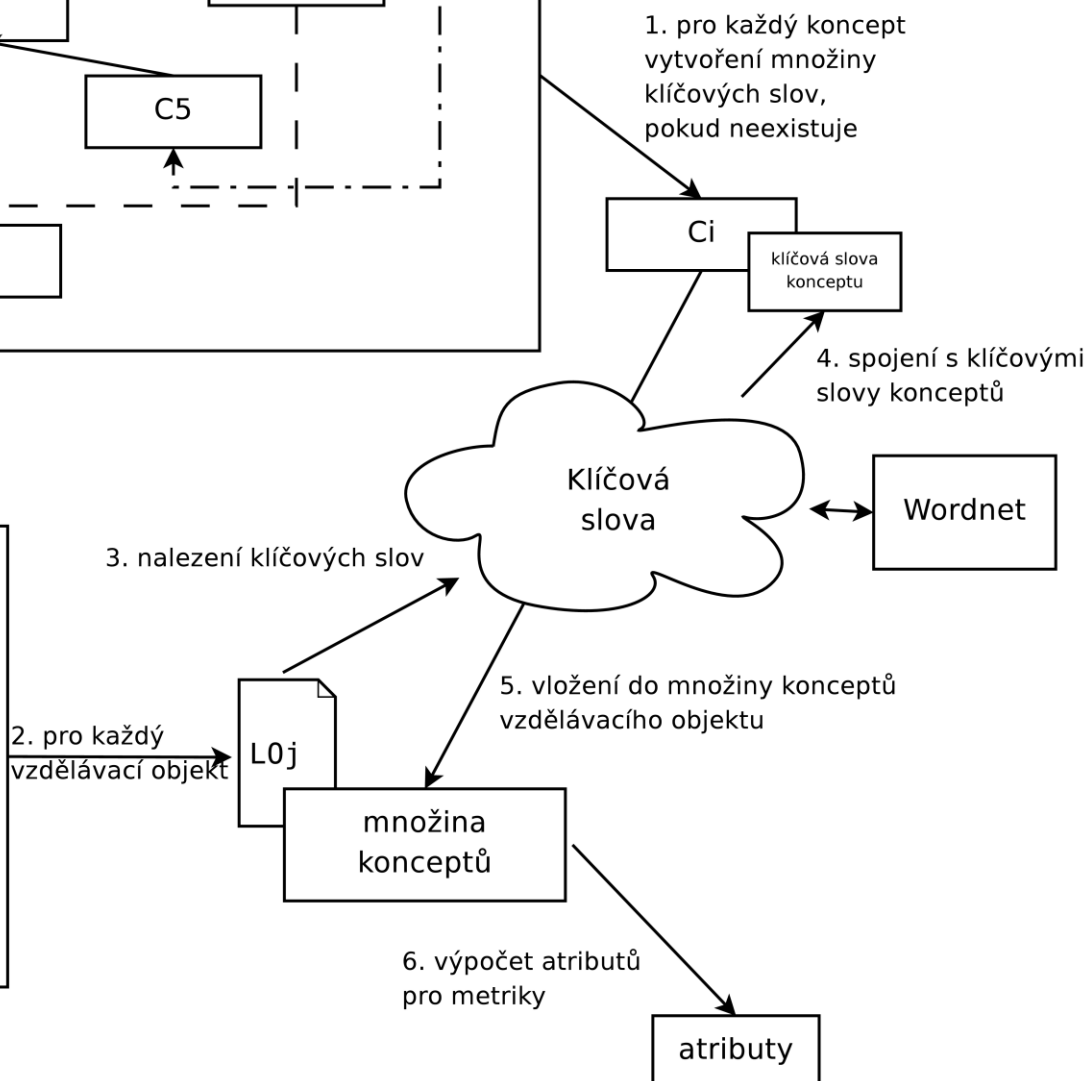 1. pro každý koncept
vytvoření množiny
klíčových slov,
pokud neexistuje
C5
Ci
klíčová slova
konceptu
4. spojení s klíčovými
slovy konceptů
Klíčová
slova
Wordnet
3. nalezení klíčových slov
5. vložení do množiny konceptů
vzdělávacího objektu
2. pro každý
vzdělávací objekt
LOj
množina
konceptů
6. výpočet atributů
pro metriky
atributy